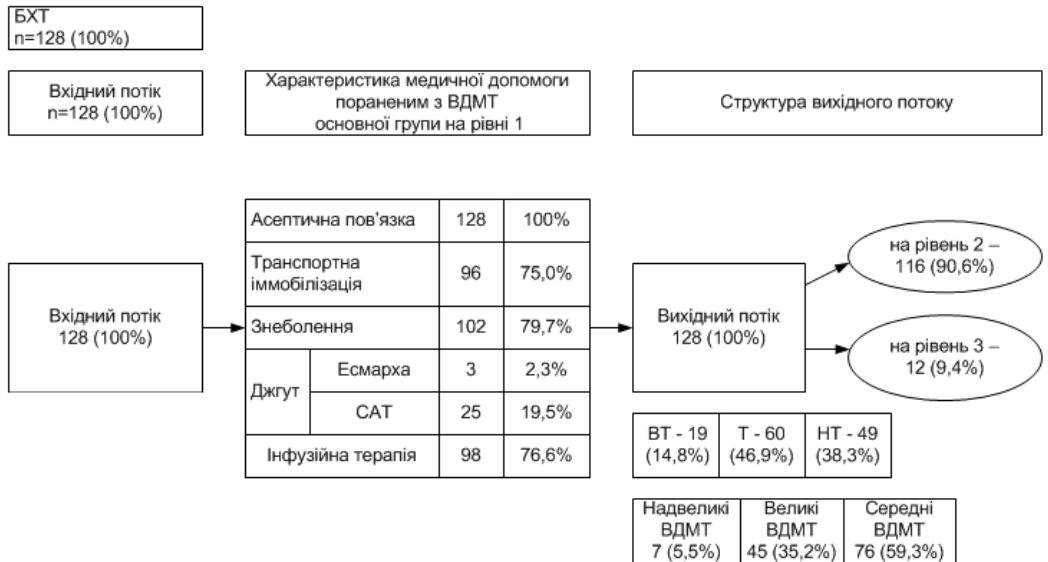 БХТ
n=128 (100%)
Вхідний потік
n=128 (100%)
Характеристика медичної допомоги
пораненим з ВДМТ
основної групи на рівні 1
Структура вихідного потоку
Вхідний потік
128 (100%)
Асептична пов’язка 128 100%
Транспортна
іммобілізація 96 75,0%
Знеболення 102 79,7%
Джгут
Есмарха 3 2,3%
САТ 25 19,5%
Інфузійна терапія 98 76,6%
Вихідний потік
128 (100%)
на рівень 2 –
116 (90,6%)
на рівень 3 –
12 (9,4%)
ВТ - 19 Т - 60 НТ - 49
(14,8%) (46,9%) (38,3%)
Надвеликі Великі Середні
ВДМТ ВДМТ ВДМТ
7 (5,5%) 45 (35,2%) 76 (59,3%)